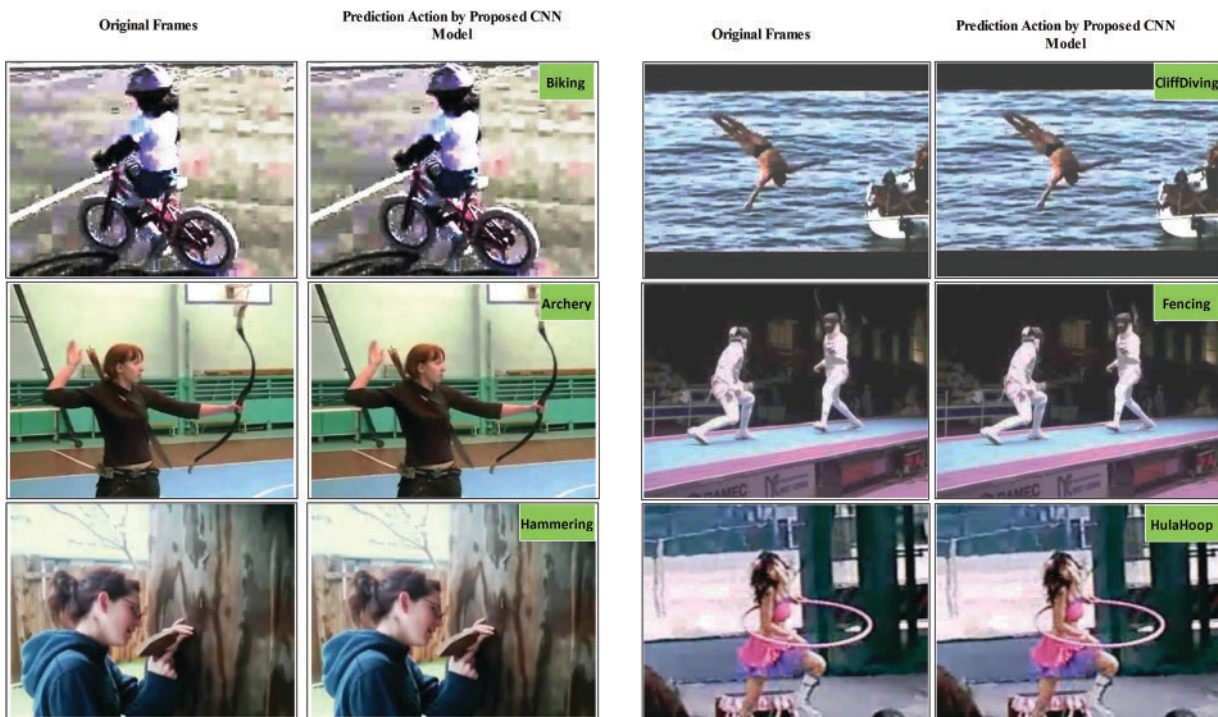 Original Frames
Prediction Action by Proposed CNN
Model
Original Frames
Prediction Action by Proposed CNN
Model
Biking
CliffDiving
Archery
Fencing
Hammering
HulaHoop